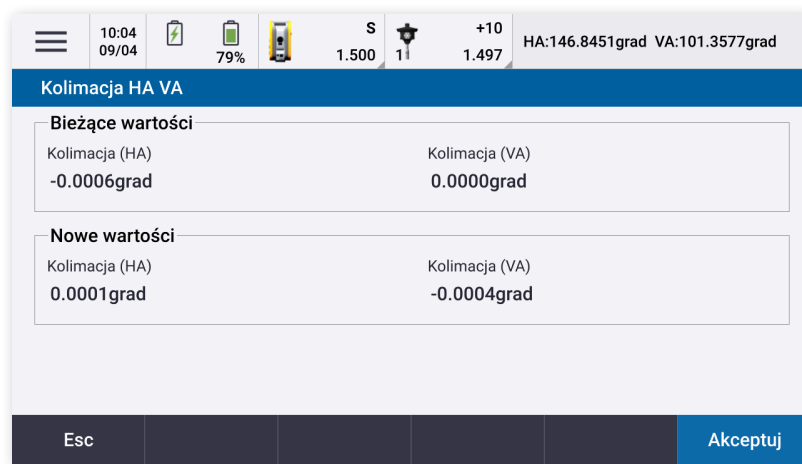 10:04
09/04
79%
S
1.500
1
+10
1.497
HA:146.8451grad VA:101.3577grad
Kolimacja HA VA
Bieżące wartości
Kolimacja (HA) Kolimacja (VA)
-0.0006grad 0.0000grad
Nowe wartości
Kolimacja (HA) Kolimacja (VA)
0.0001grad -0.0004grad
Esc Akceptuj